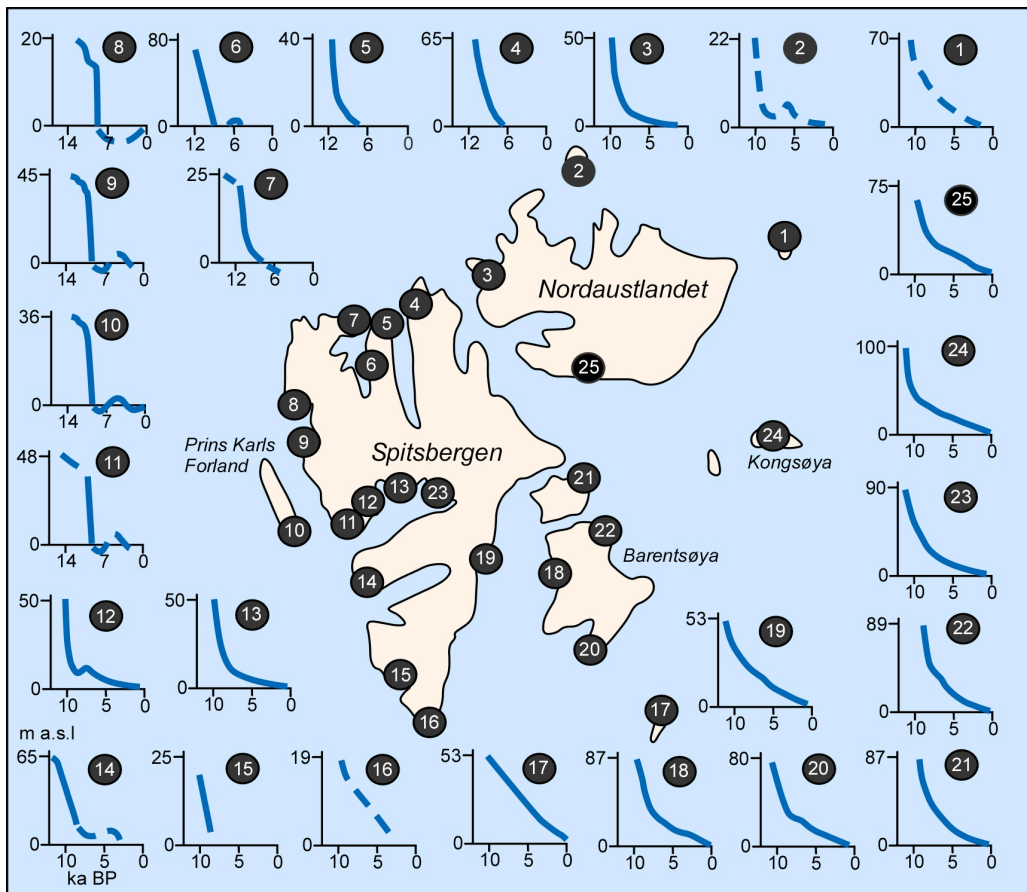 20 8 14 7 0 0
80 6 12 6 0
40 5 0 12 6 0
65 4 0 12 6 0
50 3 0 10 5 0
22 2 0 10 5 0
70 1 0 10 5 0
45 9 0 14 7 0
25 7 0 12 6 0
2
75 25 0 10 5 0
1
3
Nordaustlandet
4
7 5
36 10 0 14 7 0
6
25
100 24 0 10 5 0
8
9
Prins Karls
Forland
Spitsbergen
24
Kongsøya
48 11 0 14 7 0
13
12 23
21
11
10
90 23 0 10 5 0
22
19
Barentsøya
18
14
50 12 0 10 5 0
50 13 0 10 5 0
53 19 0 10 5 0
89 22 0 10 5 0
20
15
16
17
m a.s.l
65 14 0 10 5 0
ka BP
25 15 0 10 5 0
19 16 0 10 5 0
53 17 0 10 5 0
87 18 0 10 5 0
80 20 0 10 5 0
87 21 0 10 5 0